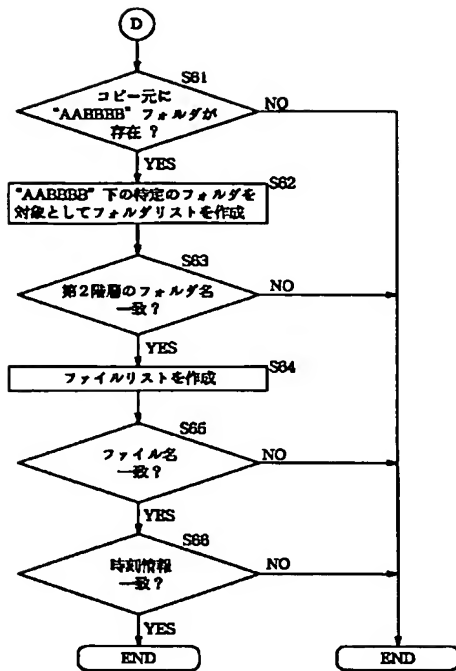 D
S61
コピー元に
"AABBBB" フォルダが
存在 ?
NO
YES
S62
"AABBBB" 下の特定のフォルダを
対象としてフォルダリストを作成
S63
第2階層のフォルダ名
一致 ?
NO
YES
S64
ファイルリストを作成
S65
ファイル名
一致 ?
NO
YES
S66
時刻情報
一致 ?
NO
YES
END
END